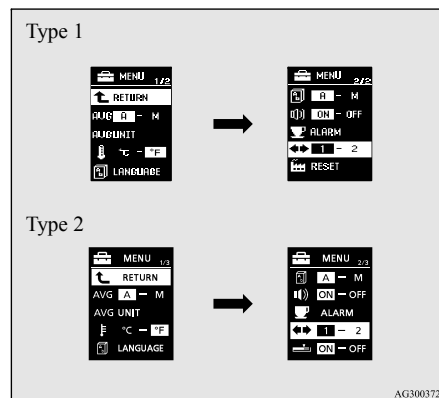 Type 1
MENU 1/2
RETURN
AVG A - M
AVG UNIT
°C - °F
LANGUAGE
MENU 2/2
A - M
ON - OFF
ALARM
1 - 2
RESET
Type 2
MENU 1/3
RETURN
AVG A — M
AVG UNIT
°C — °F
LANGUAGE
MENU 2/3
A — M
ON — OFF
ALARM
1 — 2
ON — OFF
AG300372